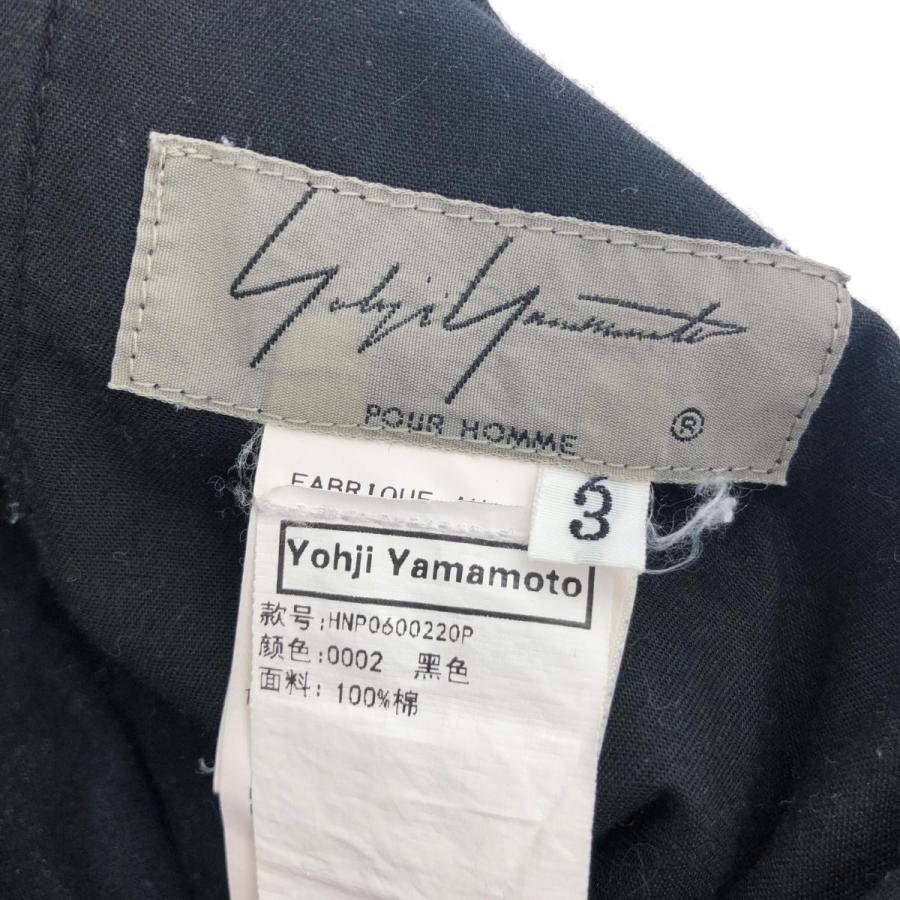 Yohji Yamamoto
POUR HOMME ®
FABRIQUE
3
Yohji Yamamoto
款号:HNP0600220P
颜色:0002 黑色
面料:100%棉